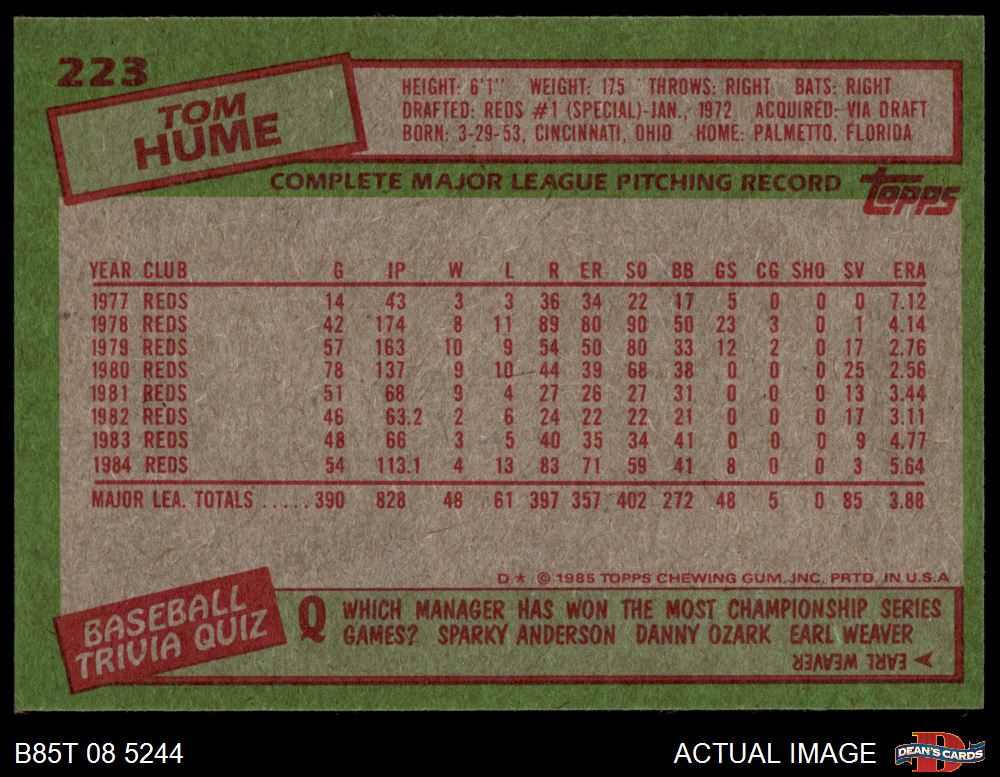 223
TOM
HUME
HEIGHT: 6'1" WEIGHT: 175 THROWS: RIGHT BATS: RIGHT
DRAFTED: REDS #1 (SPECIAL)-JAN., 1972 ACQUIRED: VIA DRAFT
BORN: 3-29-53, CINCINNATI, OHIO HOME: PALMETTO, FLORIDA
COMPLETE MAJOR LEAGUE PITCHING RECORD
topps
YEAR CLUB G IP W L R ER SO BB GS CG SHO SV ERA
1977 REDS 14 43 3 3 36 34 22 17 5 0 0 0 7.12
1978 REDS 42 174 8 11 89 80 90 50 23 3 0 1 4.14
1979 REDS 57 163 10 9 54 50 80 33 12 2 0 17 2.76
1980 REDS 78 137 9 10 44 39 68 38 0 0 0 25 2.56
1981 REDS 51 68 9 4 27 26 27 31 0 0 0 13 3.44
1982 REDS 46 63.2 2 6 24 22 22 21 0 0 0 17 3.11
1983 REDS 48 66 3 5 40 35 34 41 0 0 0 9 4.77
1984 REDS 54 113.1 4 13 83 71 59 41 8 0 0 3 5.64
MAJOR LEA. TOTALS .....390 828 48 61 397 357 402 272 48 5 0 85 3.88
D * © 1985 TOPPS CHEWING GUM, INC. PRTD. IN U.S.A
BASEBALL
TRIVIA QUIZ
Q WHICH MANAGER HAS WON THE MOST CHAMPIONSHIP SERIES
GAMES? SPARKY ANDERSON DANNY OZARK EARL WEAVER
EARL WEAVER
B85T 08 5244
ACTUAL IMAGE
DEAN'S CARDS